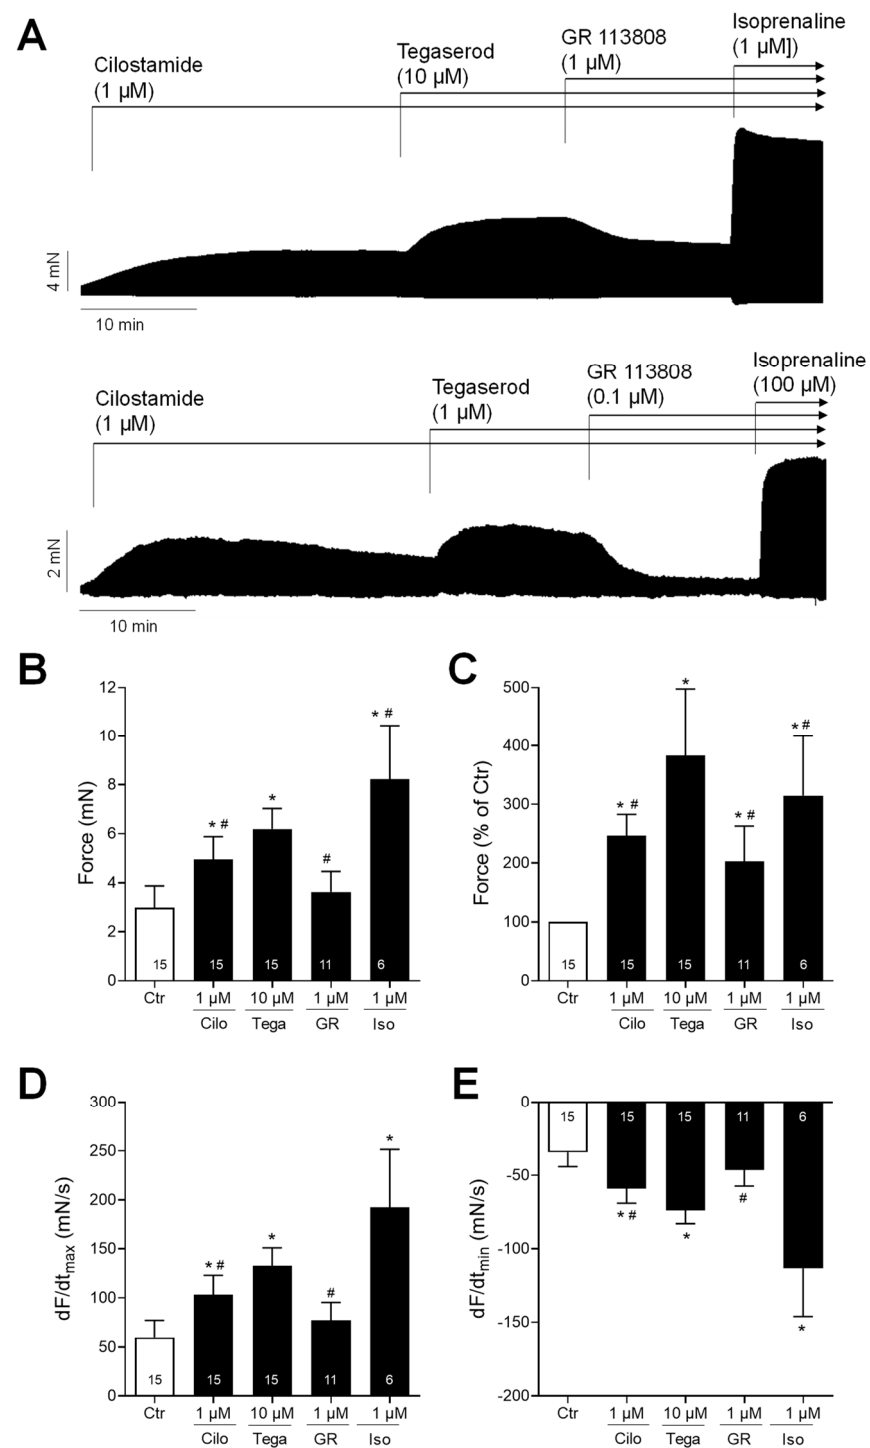 A
Cilostamide
(1 µM)
Tegaserod
(10 µM)
GR 113808
(1 µM)
Isoprenaline
(1 µM])
4 mN
10 min
Cilostamide
(1 µM)
Tegaserod
(1 µM)
GR 113808
(0.1 µM)
Isoprenaline
(100 µM)
2 mN
10 min
B
Force (mN)
12
10
8
6
4
2
0
* #
*
#
* #
15
15
15
11
6
Ctr
1 µM
10 µM
1 µM
1 µM
Cilo
Tega
GR
Iso
C
Force (% of Ctr)
500
400
300
200
100
0
* #
*
* #
* #
15
15
15
11
6
Ctr
1 µM
10 µM
1 µM
1 µM
Cilo
Tega
GR
Iso
D
dF/dtmax (mN/s)
300
250
200
150
100
50
0
* #
*
#
*
15
15
15
11
6
Ctr
1 µM
10 µM
1 µM
1 µM
Cilo
Tega
GR
Iso
E
dF/dtmin (mN/s)
0
-50
-100
-150
-200
15
15
15
11
6
* #
*
#
*
Ctr
1 µM
10 µM
1 µM
1 µM
Cilo
Tega
GR
Iso